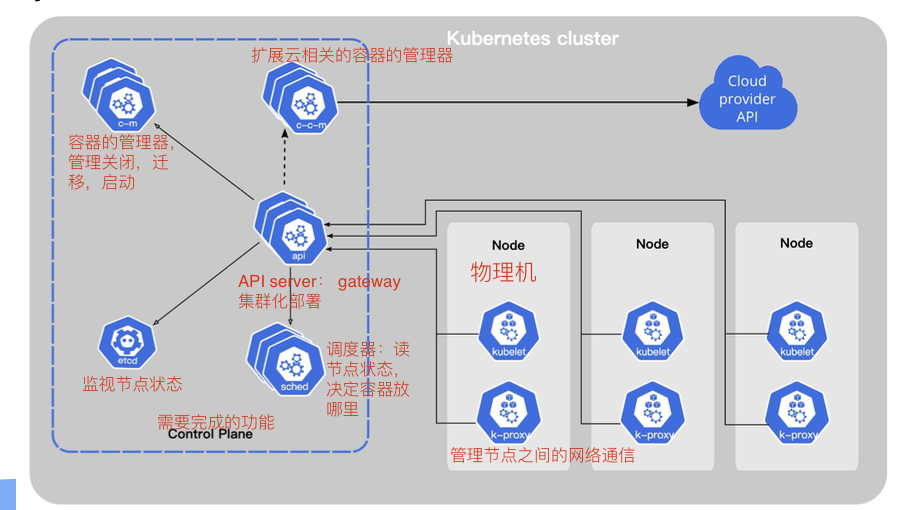 Kubernetes cluster
扩展云相关的容器的管理器
c-m
c-c-m
Cloud
provider
API
容器的管理器，
管理关闭，迁
移，启动
api
API server： gateway
集群化部署
Node
Node
Node
物理机
kubelet
kubelet
kubelet
etcd
监视节点状态
sched
调度器：读
节点状态，
决定容器放
哪里
k-proxy
k-proxy
k-proxy
需要完成的功能
Control Plane
管理节点之间的网络通信